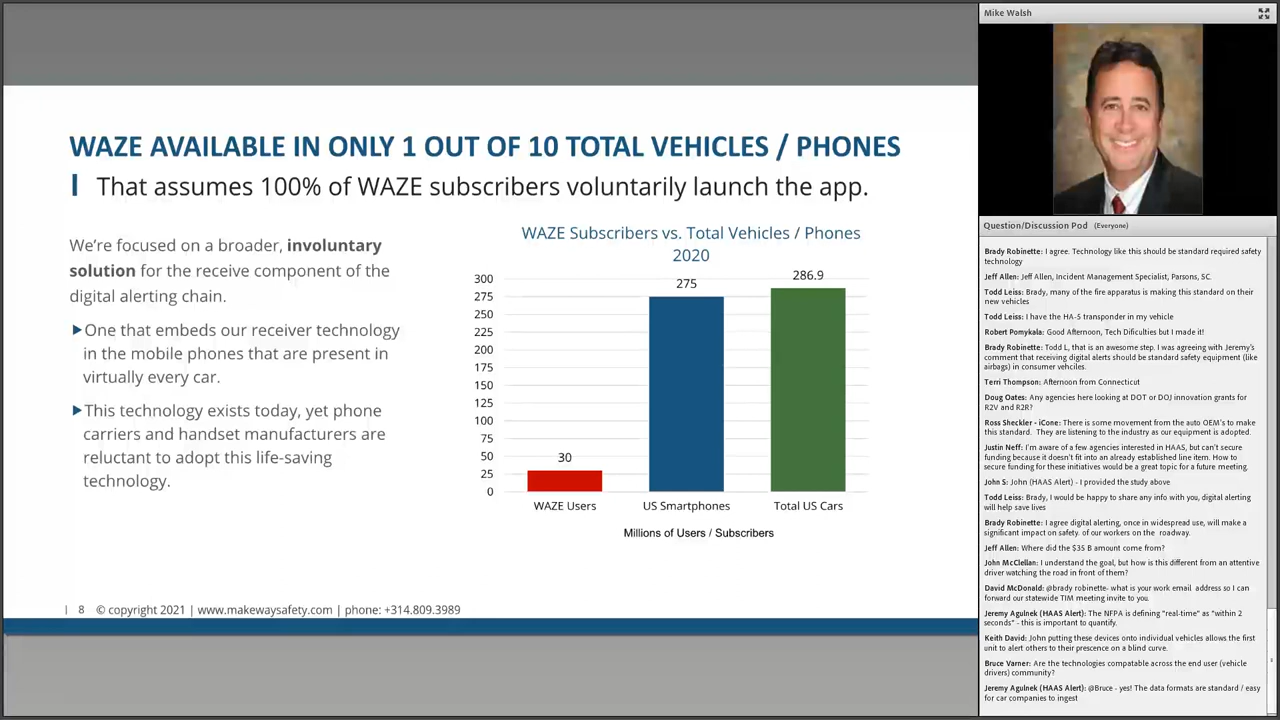 WAZE AVAILABLE IN ONLY 1 OUT OF 10 TOTAL VEHICLES / PHONES
That assumes 100% of WAZE subscribers voluntarily launch the app.
We're focused on a broader, involuntary
solution for the receive component of the
digital alerting chain.
▶One that embeds our receiver technology
in the mobile phones that are present in
virtually every car.
▶This technology exists today, yet phone
carriers and handset manufacturers are
reluctant to adopt this life-saving
technology.
WAZE Subscribers vs. Total Vehicles / Phones
2020
300
275
250
225
200
175
150
125
100
75
50
25
0
30
275
286.9
WAZE Users
US Smartphones
Total US Cars
Millions of Users / Subscribers
| 8 © copyright 2021 | www.makewaysafety.com | phone: +314.809.3989
Mike Walsh
Question/Discussion Pod (Everyone)
Brady Robinette: I agree. Technology like this should be standard required safety
technology
Jeff Allen: Jeff Allen, Incident Management Specialist, Parsons, SC.
Todd Leiss: Brady, many of the fire apparatus is making this standard on their
new vehicles
Todd Leiss: I have the HA-5 transponder in my vehicle
Robert Pomykala: Good Afternoon, Tech Dificulties but I made it!
Brady Robinette: Todd L, that is an awesome step. I was agreeing with Jeremy's
comment that receiving digital alerts should be standard safety equipment (like
airbags) in consumer vehciles.
Terri Thompson: Afternoon from Connecticut
Doug Oates: Any agencies here looking at DOT or DOJ innovation grants for
R2V and R2R?
Ross Sheckler - iCone: There is some movement from the auto OEM's to make
this standard. They are listening to the industry as our equipment is adopted.
Justin Neff: I'm aware of a few agencies interested in HAAS, but can't secure
funding because it doesn't fit into an already established line item. How to
secure funding for these initiatives would be a great topic for a future meeting.
John S: John (HAAS Alert) - I provided the study above
Todd Leiss: Brady, I would be happy to share any info with you, digital alerting
will help save lives
Brady Robinette: I agree digital alerting, once in widespread use, will make a
significant impact on safety. of our workers on the roadway.
Jeff Allen: Where did the $35 B amount come from?
John McClellan: I understand the goal, but how is this different from an attentive
driver watching the road in front of them?
David McDonald: @brady robinette- what is your work email address so I can
forward our statewide TIM meeting invite to you.
Jeremy Agulnek (HAAS Alert): The NFPA is defining "real-time" as "within 2
seconds" - this is important to quantify.
Keith David: John putting these devices onto individual vehicles allows the first
unit to alert others to their prescence on a blind curve.
Bruce Varner: Are the technologies compatable across the end user (vehicle
drivers) community?
Jeremy Agulnek (HAAS Alert): @Bruce - yes! The data formats are standard / easy
for car companies to ingest